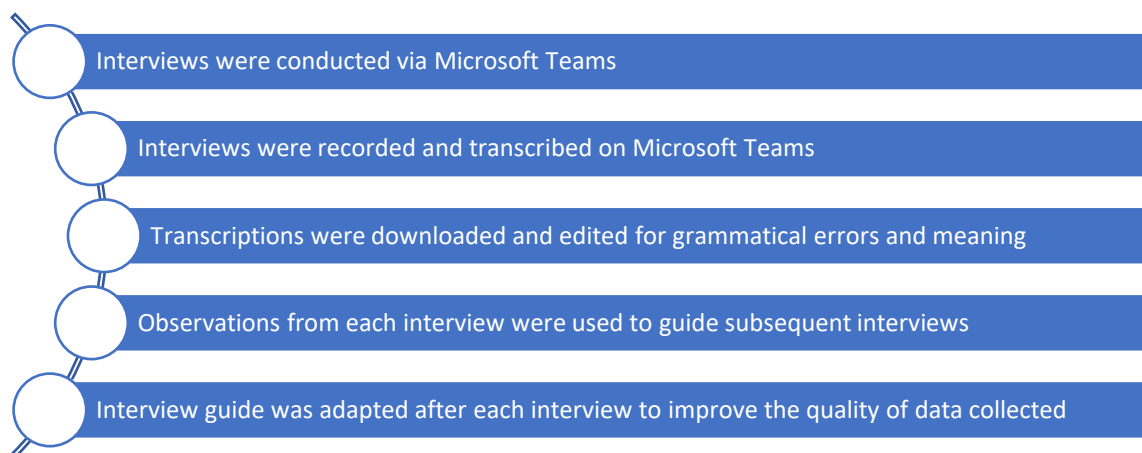 Interviews were conducted via Microsoft Teams
Interviews were recorded and transcribed on Microsoft Teams
Transcriptions were downloaded and edited for grammatical errors and meaning
Observations from each interview were used to guide subsequent interviews
Interview guide was adapted after each interview to improve the quality of data collected